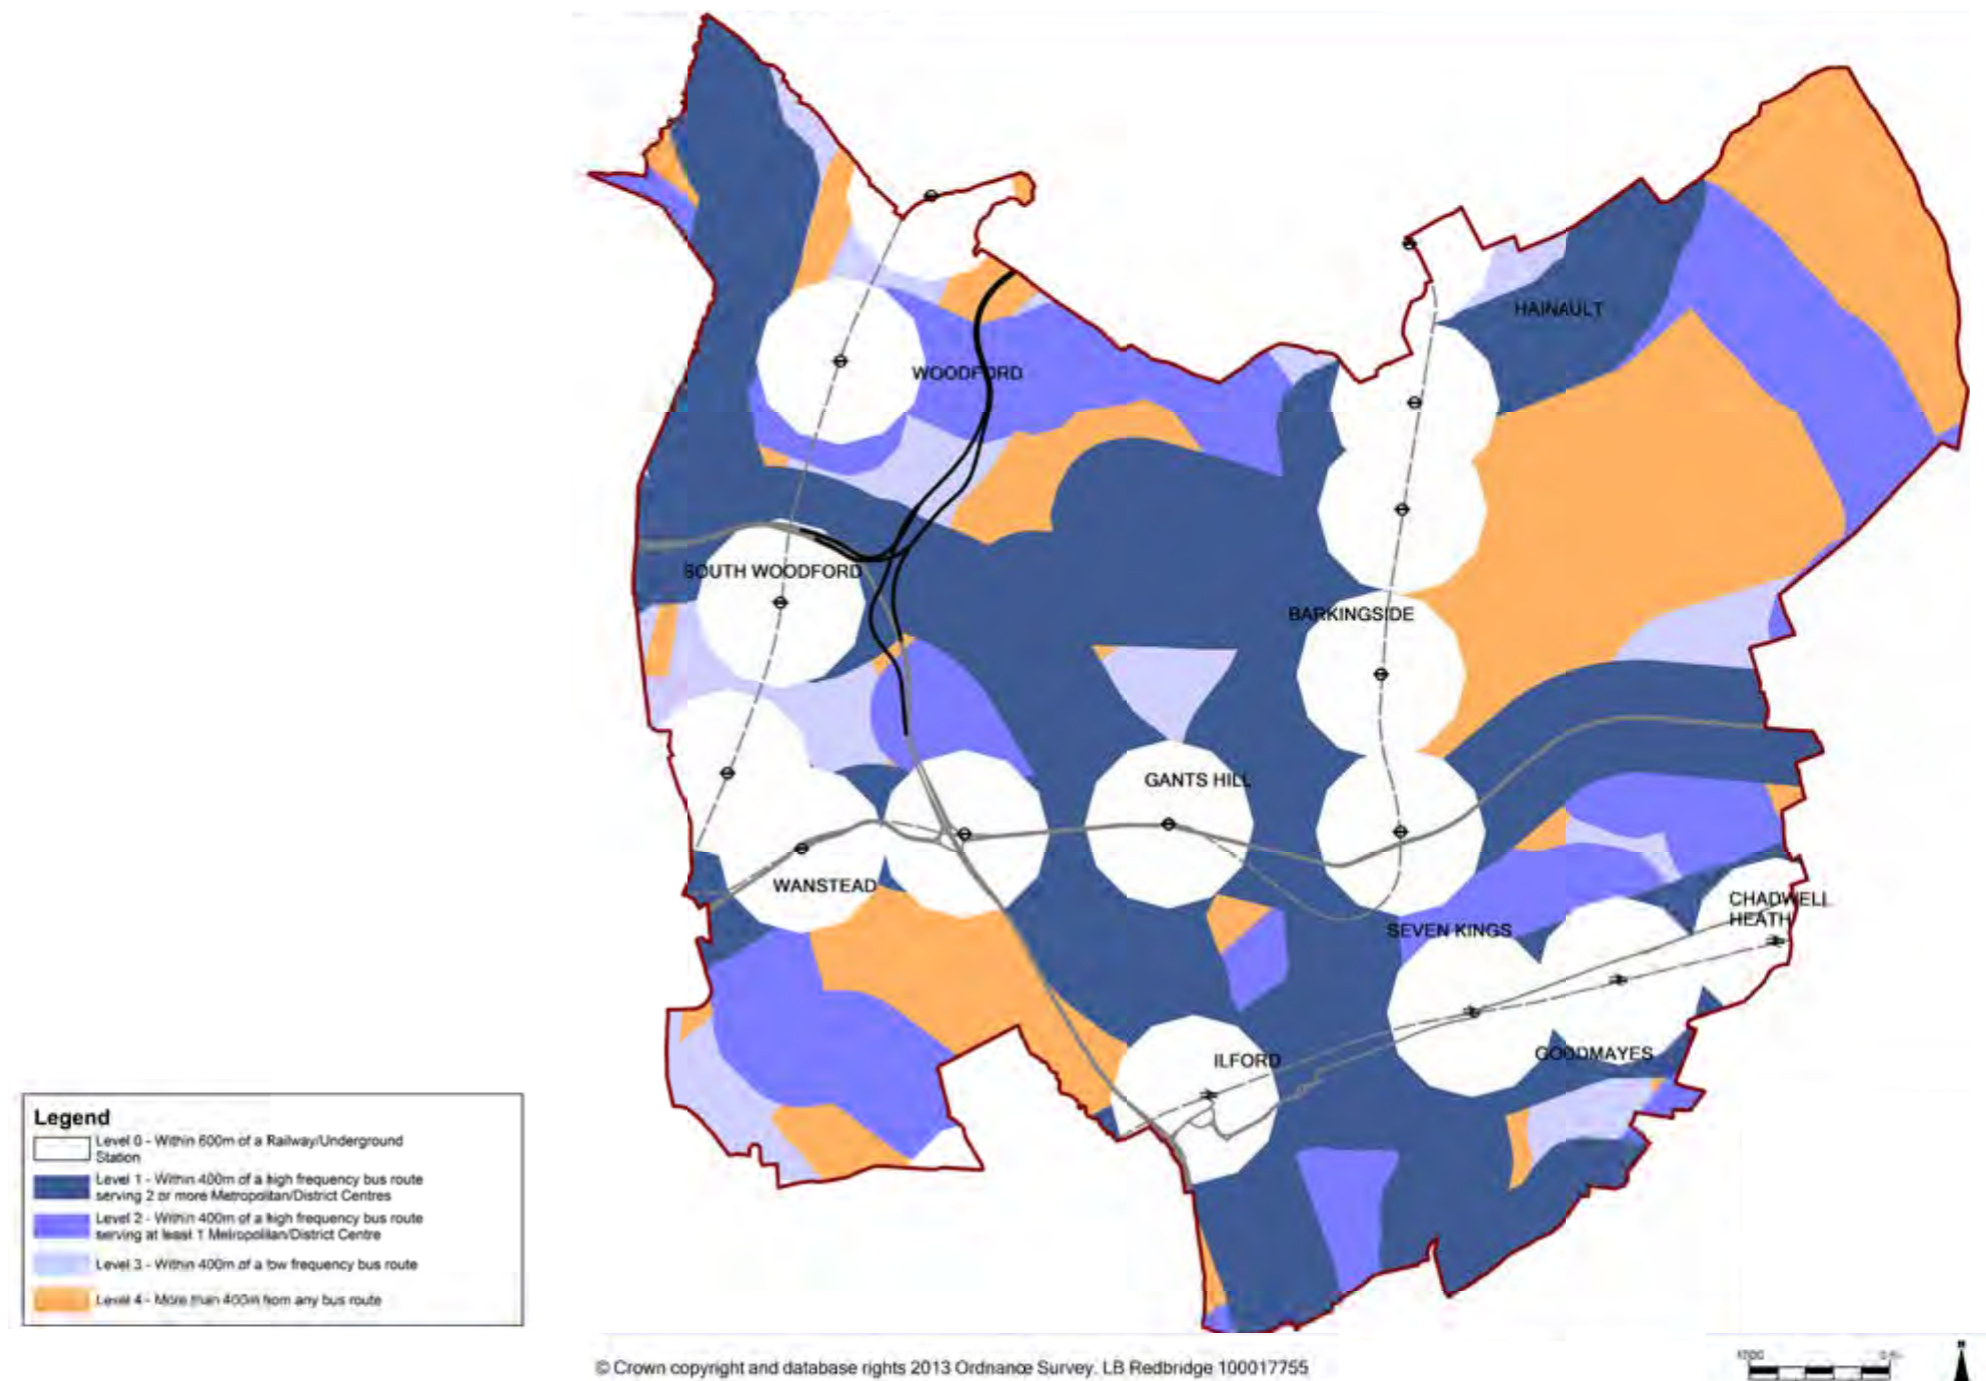 HAINAULT
WOODFORD
SOUTH WOODFORD
BARKINGSIDE
GANTS HILL
WANSTEAD
CHADWELL
HEATH
SEVEN KINGS
GOODMAYES
ILFORD
Legend
Level 0 - Within 600m of a Railway/Underground
Station
Level 1 - Within 400m of a high frequency bus route
serving 2 or more Metropolitan/District Centres
Level 2 - Within 400m of a high frequency bus route
serving at least 1 Metropolitan/District Centre
Level 3 - Within 400m of a low frequency bus route
Level 4 - More than 400m from any bus route
© Crown copyright and database rights 2013 Ordnance Survey. LB Redbridge 100017755